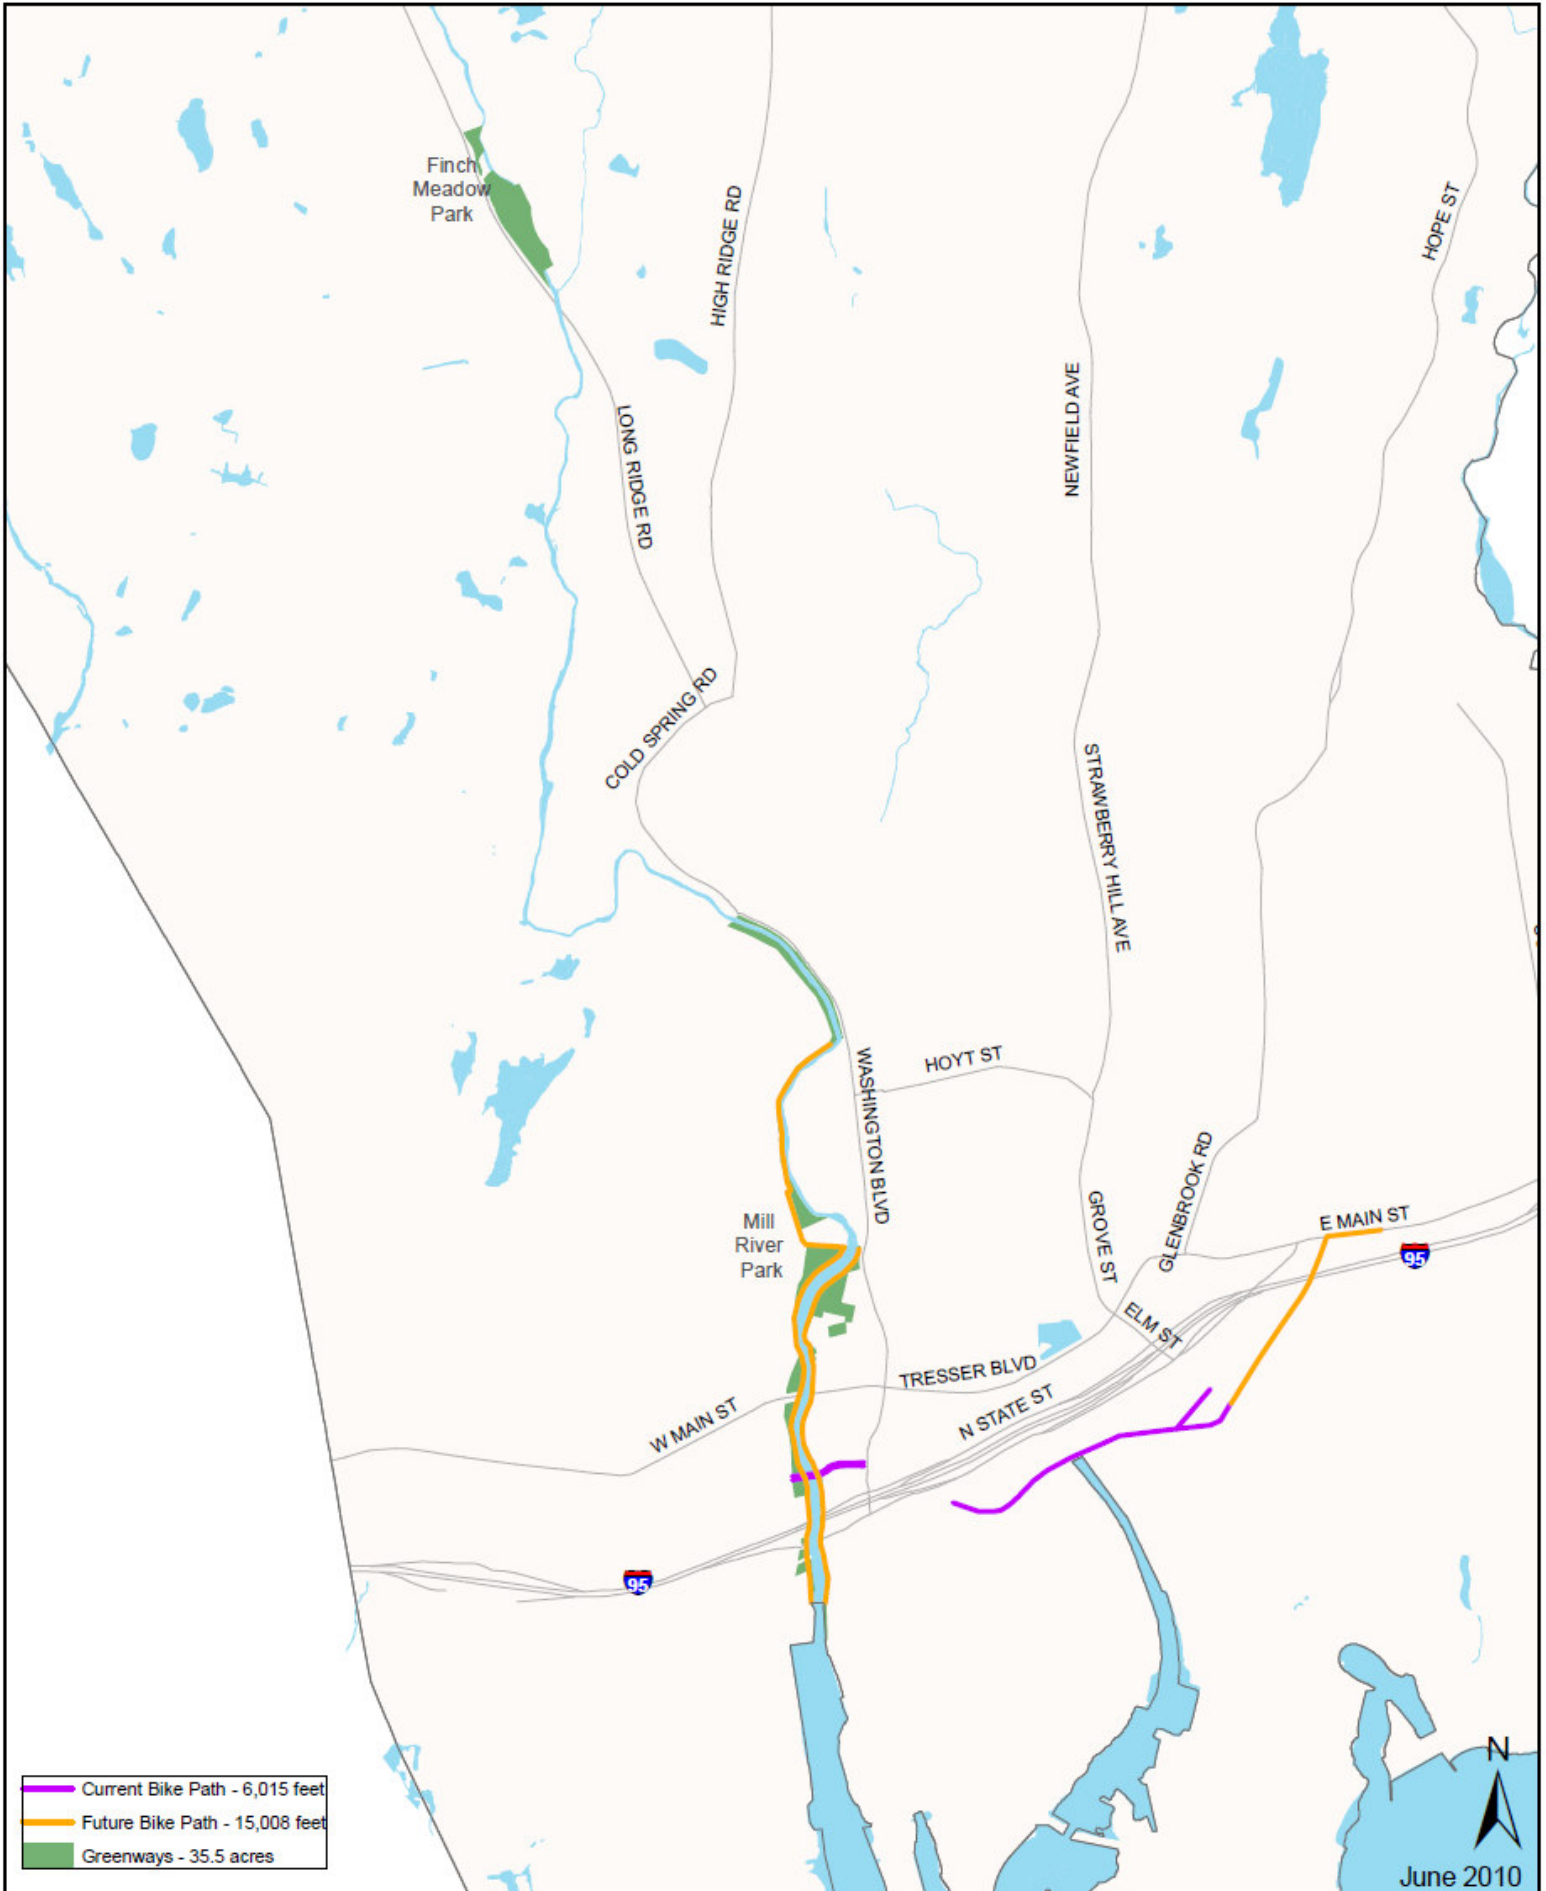 Finch
Meadow
Park
HIGH RIDGE RD
HOPE ST
LONG RIDGE RD
NEWFIELD AVE
COLD SPRING RD
STRAWBERRY HILL AVE
WASHINGTON BLVD
HOYT ST
GLENBROOK RD
GROVE ST
Mill
River
Park
E MAIN ST
95
ELM ST
TRESSER BLVD
N STATE ST
W MAIN ST
95
Current Bike Path - 6,015 feet
Future Bike Path - 15,008 feet
Greenways - 35.5 acres
N
June 2010